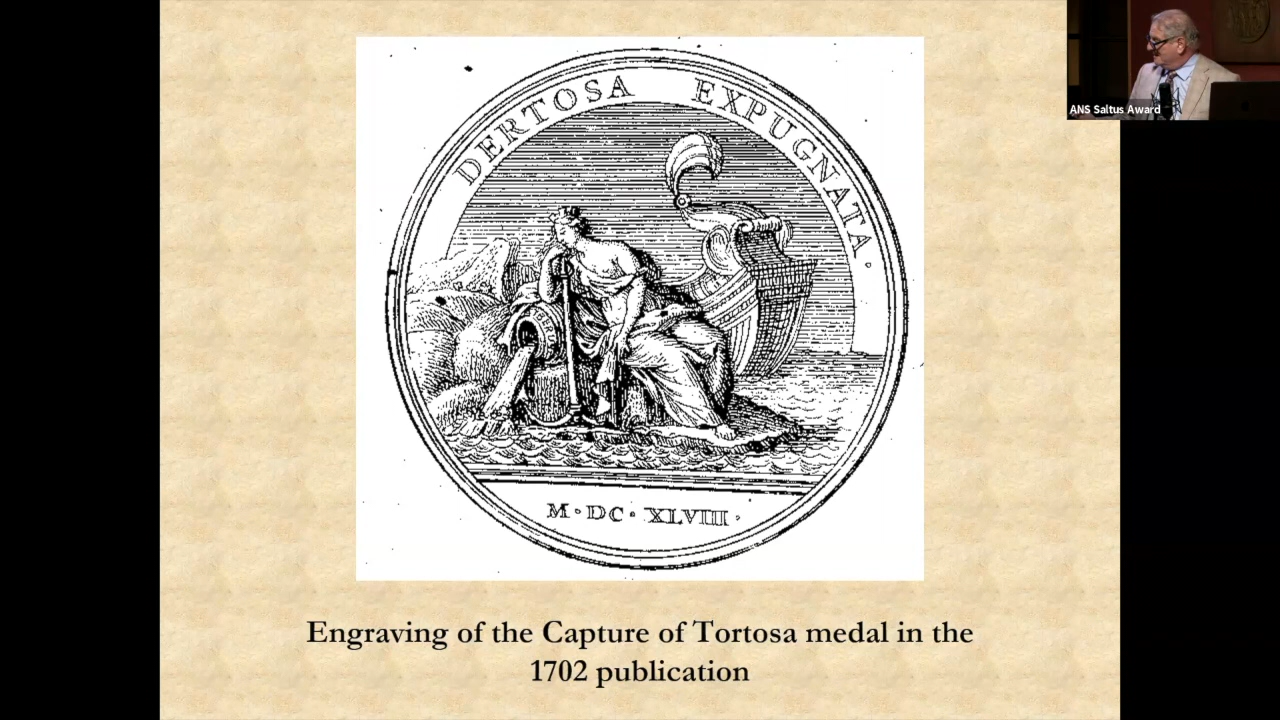 DERTOSA EXPUGNATA.
M·DC·XLVIII·
Engraving of the Capture of Tortosa medal in the
1702 publication
ANS Saltus Award